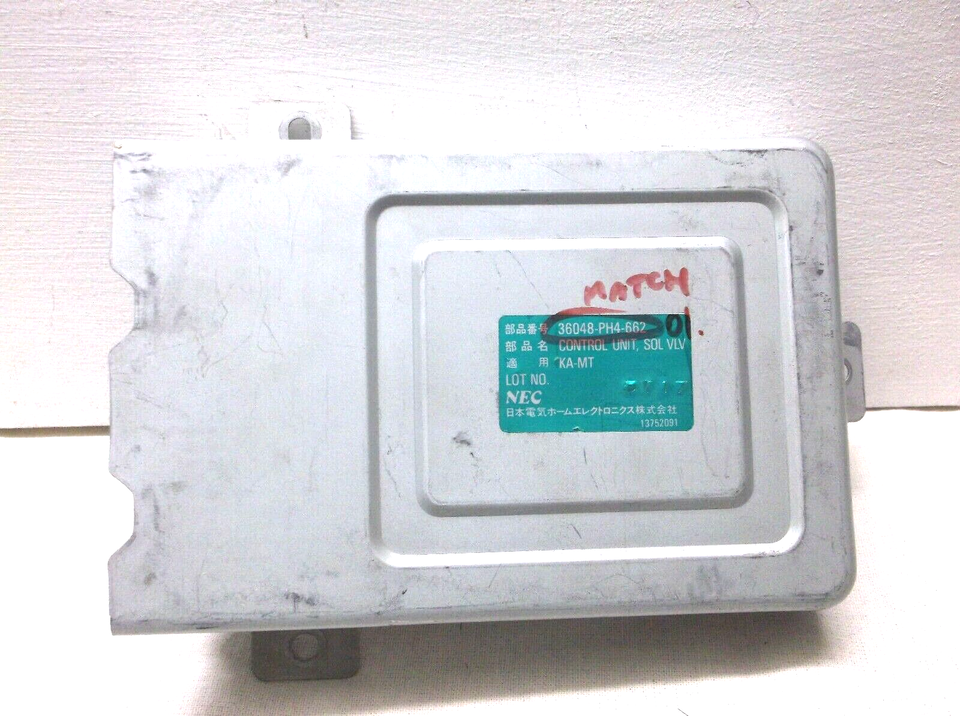 MATCH
部品番号 36048-PH4-662 01.
部品名 CONTROL UNIT, SOL VLV
適用 KA-MT
LOT NO.
NEC
日本電気ホームエレクトロニクス株式会社
13752091